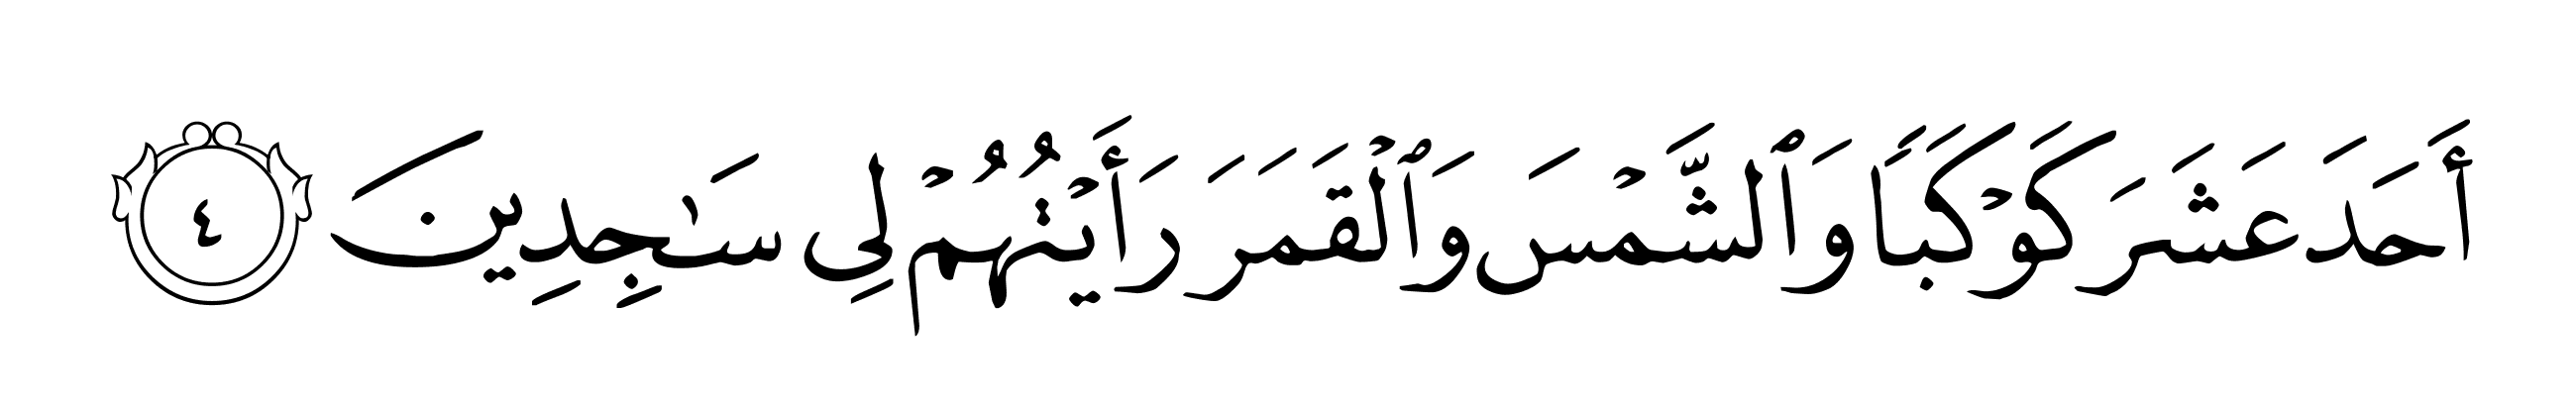 أَحَدَ عَشَرَ كَوْكَبًا وَٱلشَّمْسَ وَٱلْقَمَرَ رَأَيْتُهُمْ لِى سَـٰجِدِينَ ٤